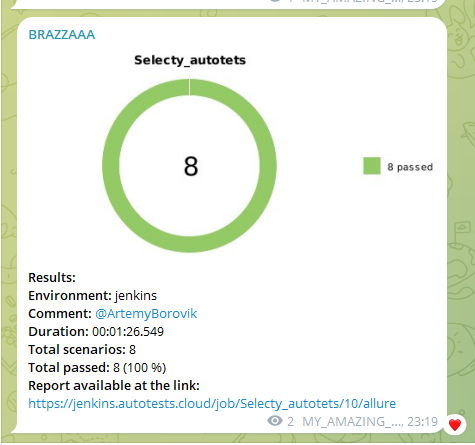 MY_AMAZING_..., 23:19
BRAZZAAA
Selecty_autotets
8
8 passed
Results:
Environment: jenkins
Comment: @ArtemyBorovik
Duration: 00:01:26.549
Total scenarios: 8
Total passed: 8 (100 %)
Report available at the link:
https://jenkins.autotests.cloud/job/Selecty_autotets/10/allure
2 MY_AMAZING_..., 23:19